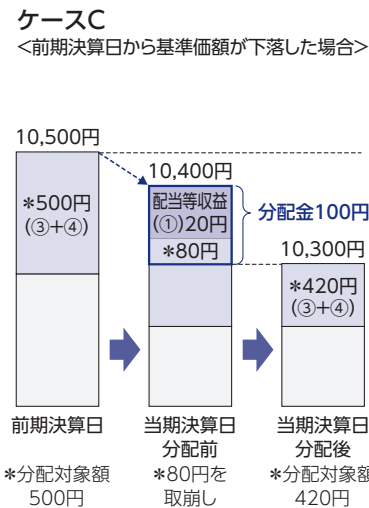 ケースC
<前期決算日から基準価額が下落した場合>
10,500円
*500円
(③+④)
10,400円
配当等収益
(①)20円
*80円
分配金100円
10,300円
*420円
(③+④)
前期決算日
当期決算日
分配前
当期決算日
分配後
*分配対象額
500円
*80円を
取崩し
*分配対象額
420円